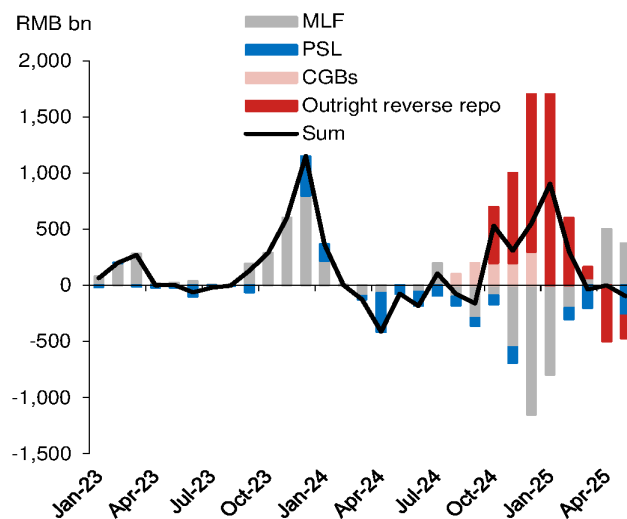 RMB bn
MLF
PSL
CGBs
Outright reverse repo
Sum
2,000
1,500
1,000
500
0
-500
-1,000
-1,500
Jan-23
Apr-23
Jul-23
Oct-23
Jan-24
Apr-24
Jul-24
Oct-24
Jan-25
Apr-25